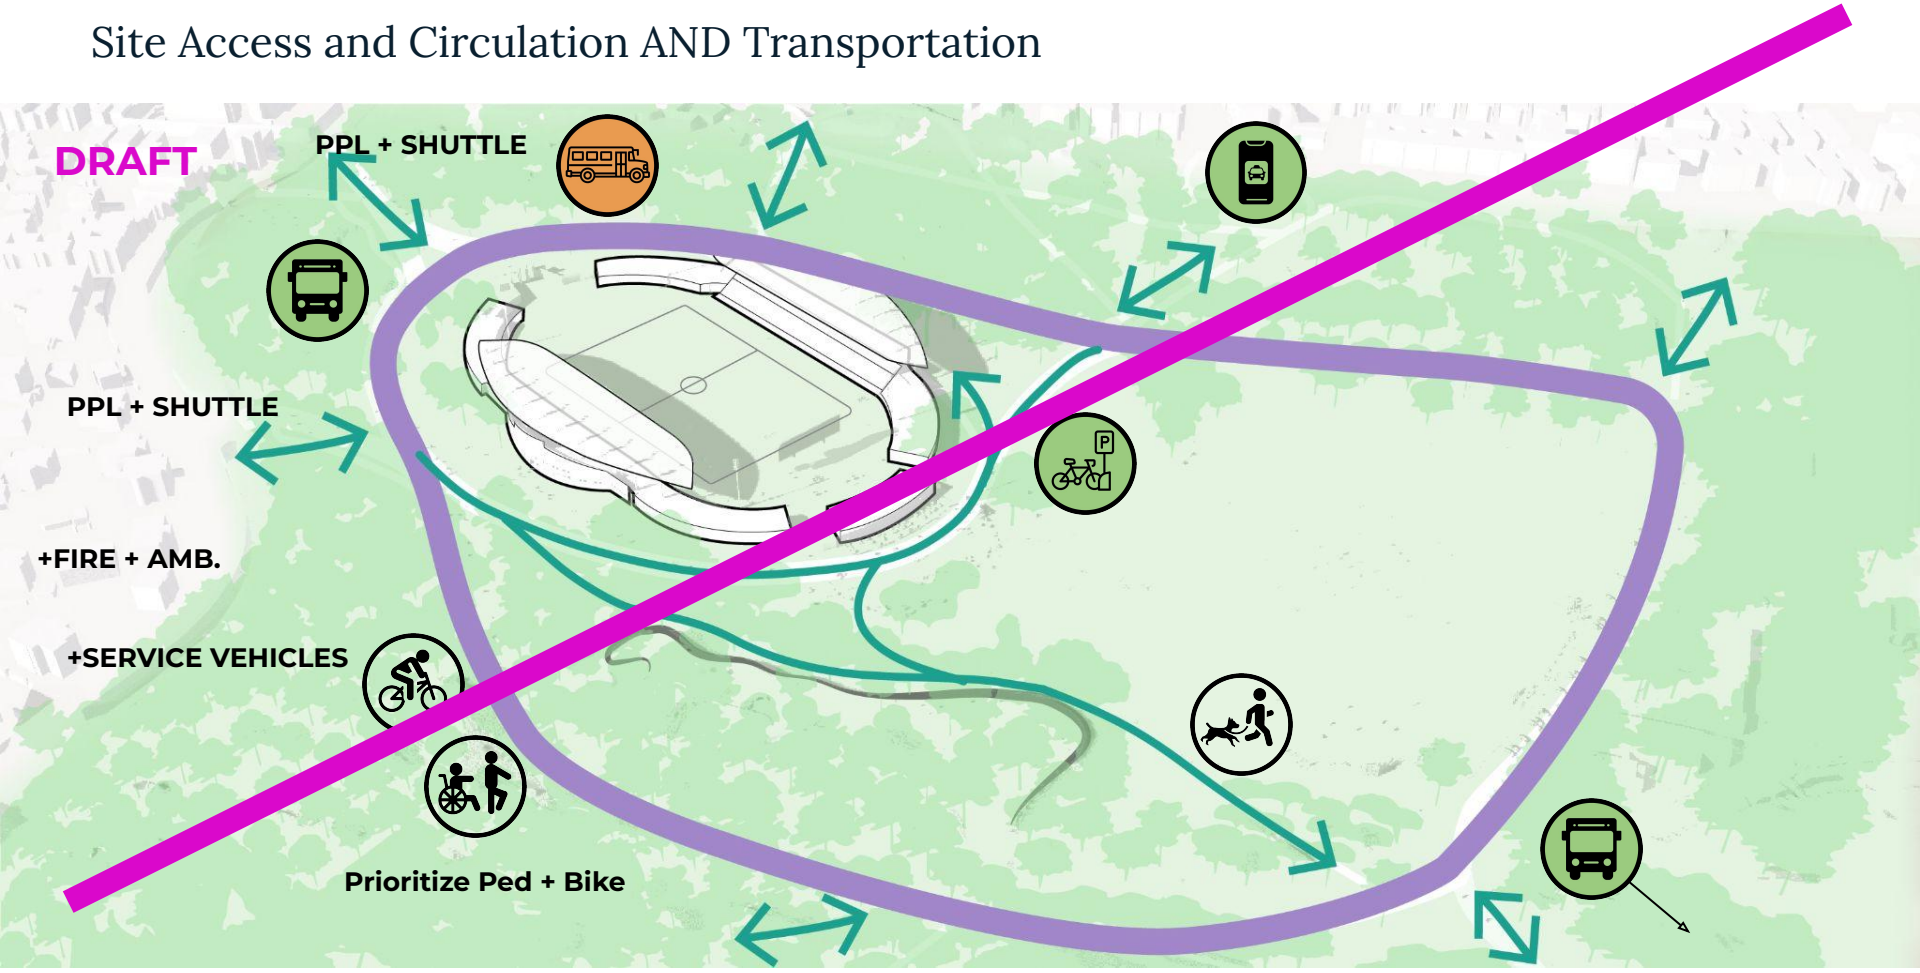 Site Access and Circulation AND Transportation
DRAFT
PPL + SHUTTLE
PPL + SHUTTLE
+FIRE + AMB.
+SERVICE VEHICLES
P
Prioritize Ped + Bike